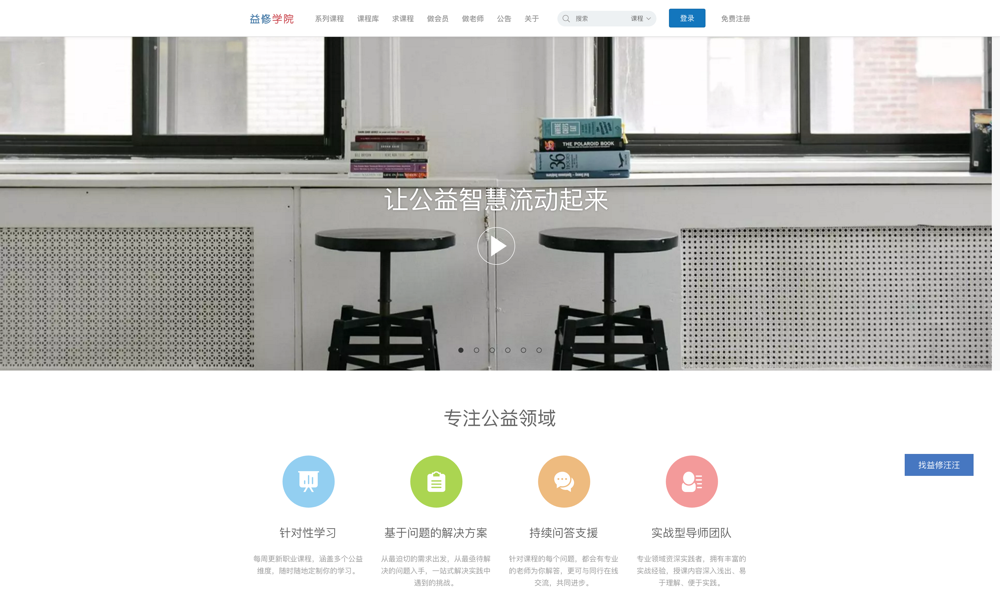 益修学院
系列课程 课程库 求课程 做会员 做老师 公告 关于
搜索 课程
登录
免费注册
THE POLAROID BOOK
36
让公益智慧流动起来
专注公益领域
针对性学习
每周更新职业课程，涵盖多个公益
维度，随时随地定制你的学习。
基于问题的解决方案
从最迫切的需求出发，从最亟待解
决的问题入手，一站式解决实践中
遇到的挑战。
持续问答支援
针对课程的每个问题，都会有专业
的老师为你解答，更可与同行在线
交流，共同进步。
实战型导师团队
专业领域资深实践者，拥有丰富的
实战经验，授课内容深入浅出，易
于理解，便于实践。
找益修汪汪